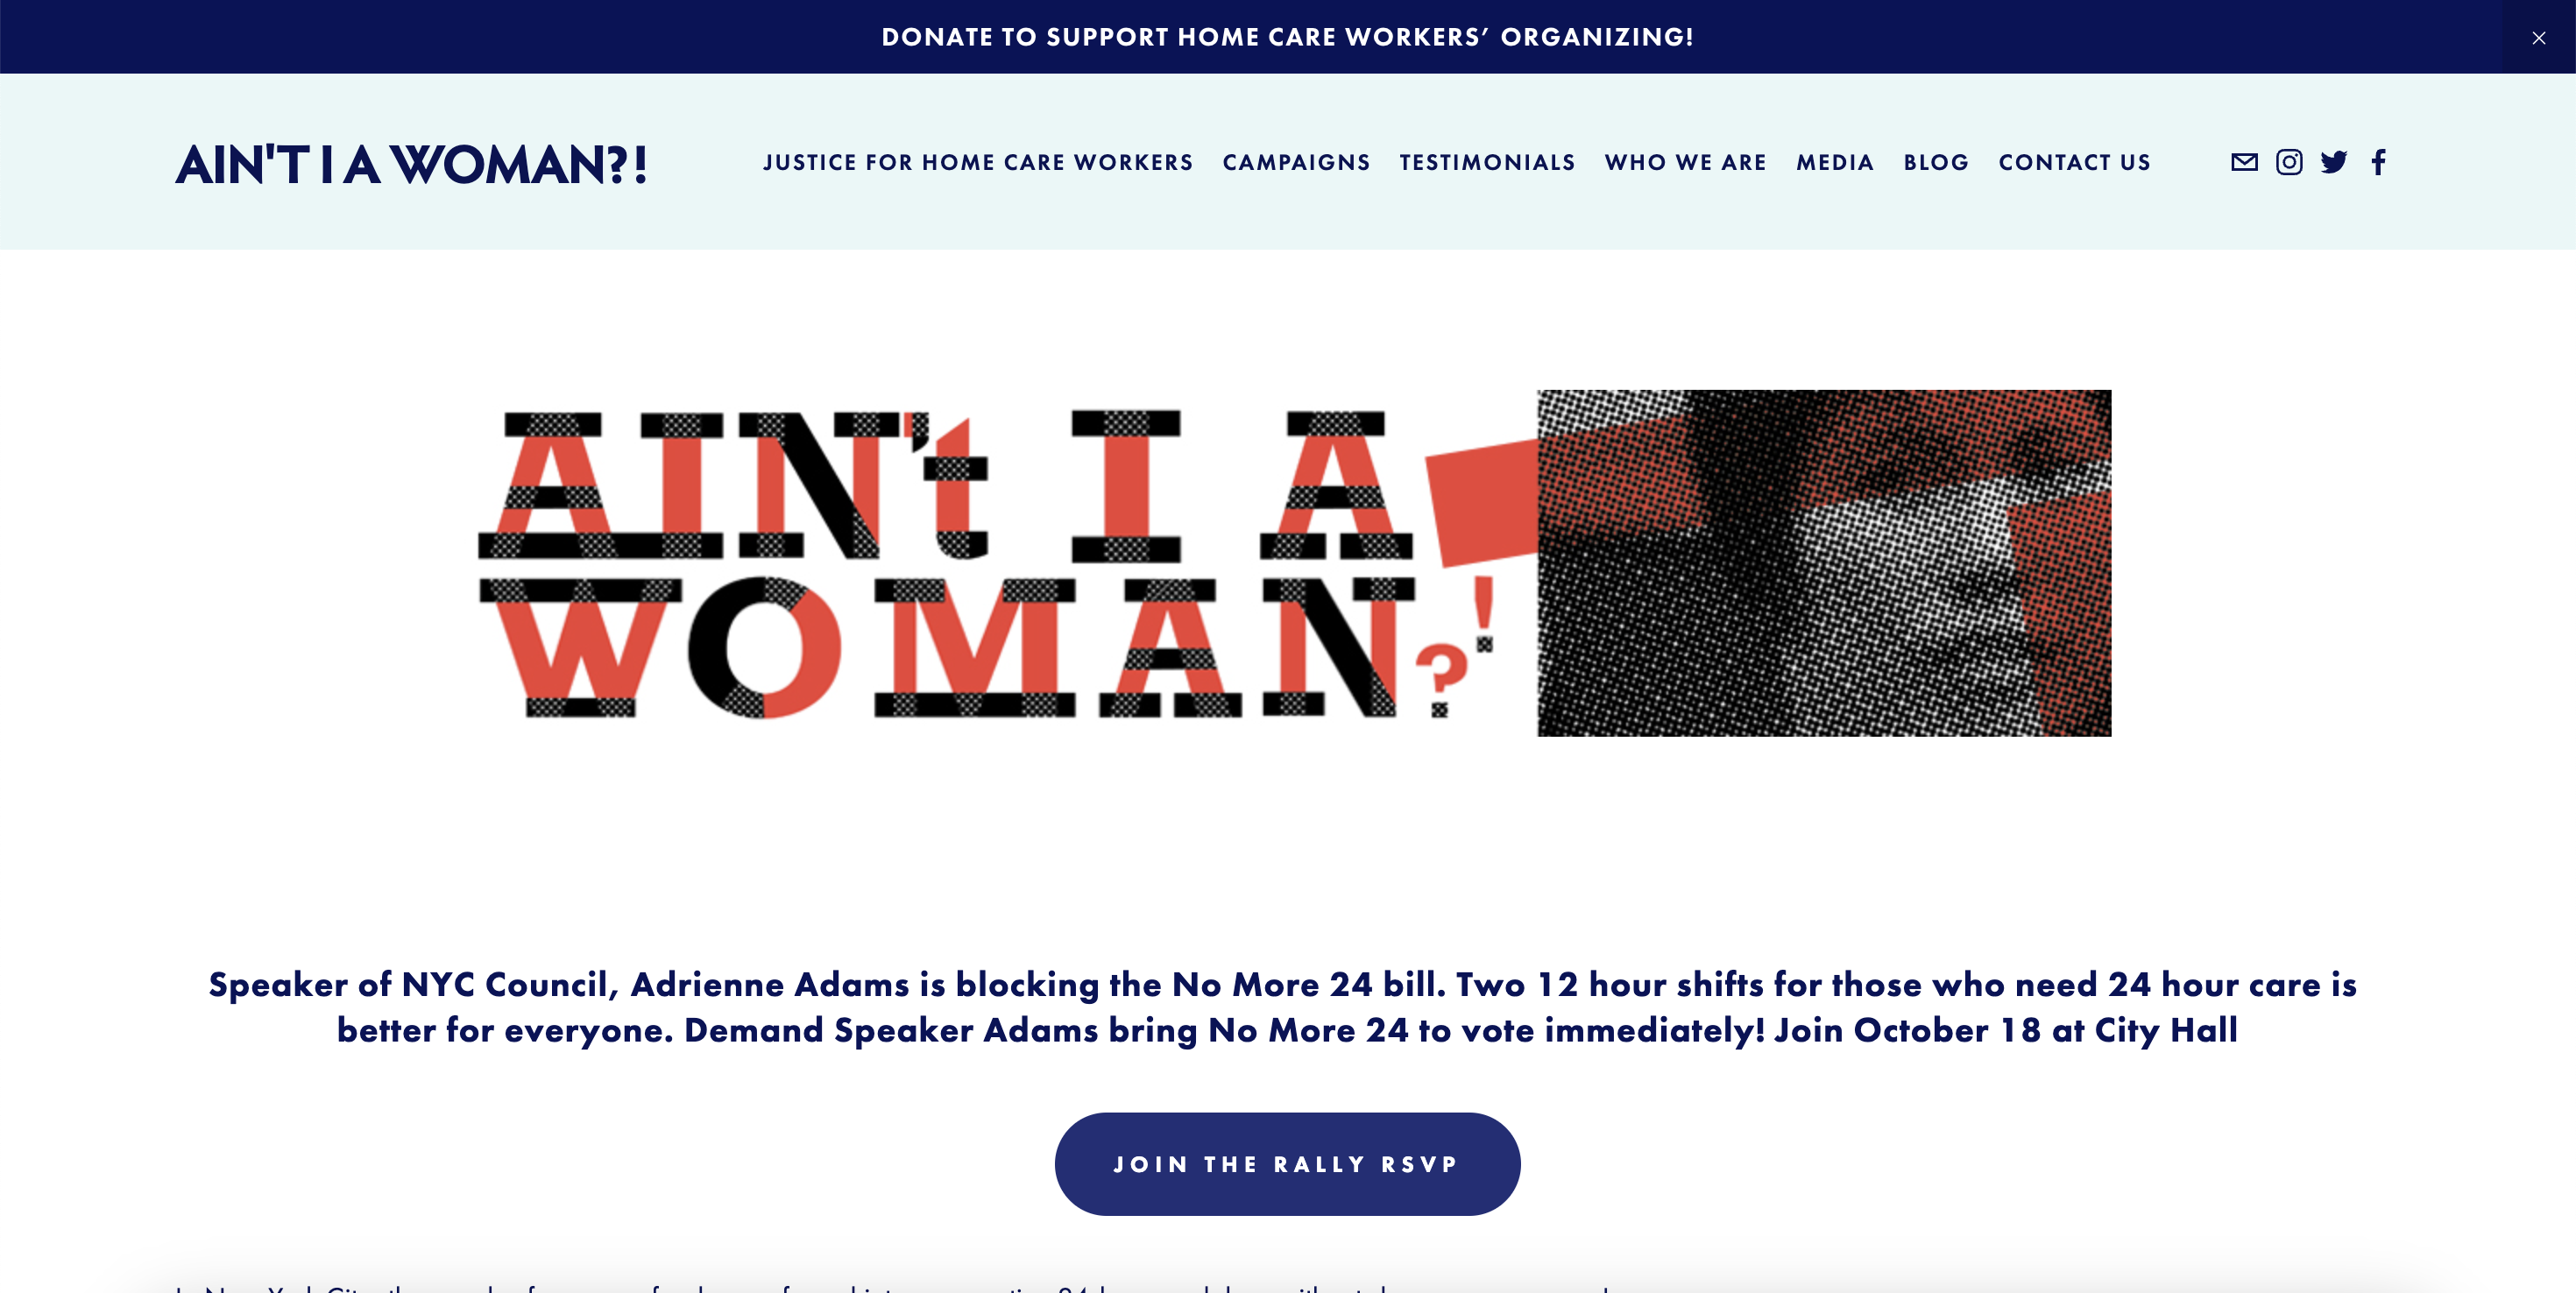 DONATE TO SUPPORT HOME CARE WORKERS’ ORGANIZING!
AIN'T I A WOMAN?!
JUSTICE FOR HOME CARE WORKERS CAMPAIGNS TESTIMONIALS WHO WE ARE MEDIA BLOG CONTACT US
AIN't I A
WOMAN?!
Speaker of NYC Council, Adrienne Adams is blocking the No More 24 bill. Two 12 hour shifts for those who need 24 hour care is
better for everyone. Demand Speaker Adams bring No More 24 to vote immediately! Join October 18 at City Hall
JOIN THE RALLY RSVP